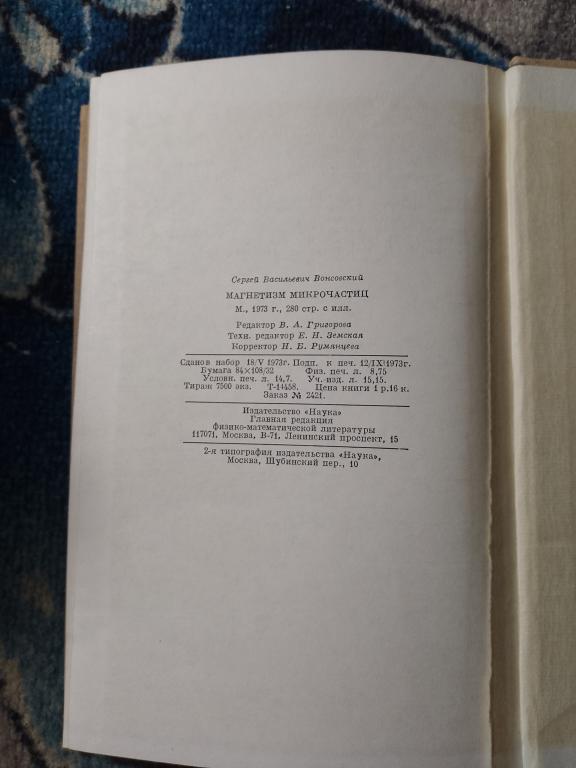 Сергей Васильевич Вонсовский
МАГНЕТИЗМ МИКРОЧАСТИЦ
М., 1973 г., 280 стр. с илл.
Редактор В. А. Григорова
Техн. редактор Е. Н. Земская
Корректор Н. Б. Румянцева
Сдано в набор 18/V 1973г. Подп. к печ. 12/IX 1973г.
Бумага 84×108/32 Физ. печ. л. 8,75
Условн. печ. л. 14,7. Уч.-изд. л. 15,15.
Тираж 7500 экз. Т-14458. Цена книги 1 р. 16 к.
Заказ № 2421.
Издательство «Наука»
Главная редакция
физико-математической литературы
117071, Москва, В-71, Ленинский проспект, 15
2-я типография издательства «Наука»,
Москва, Шубинский пер., 10